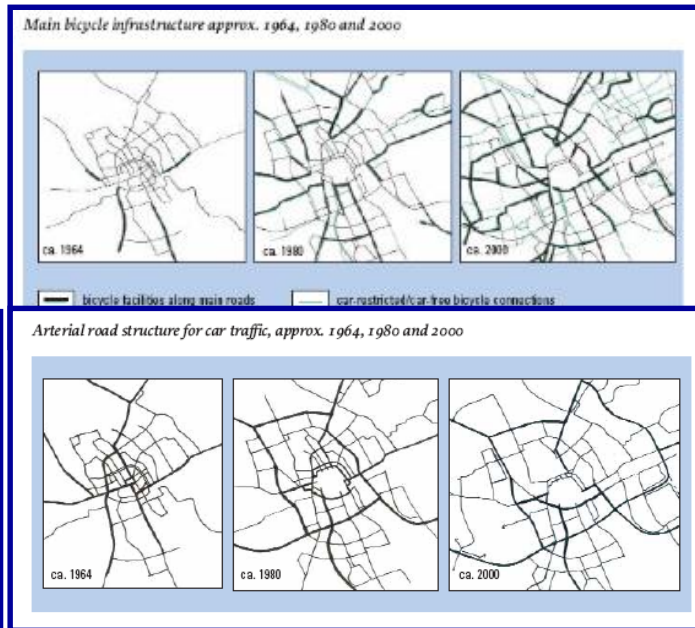 Main bicycle infrastructure approx. 1964, 1980 and 2000
ca. 1964
ca. 1980
ca. 2000
bicycle facilities along main roads
car-restricted/car-free bicycle connections
Arterial road structure for car traffic, approx. 1964, 1980 and 2000
ca. 1964
ca. 1980
ca. 2000